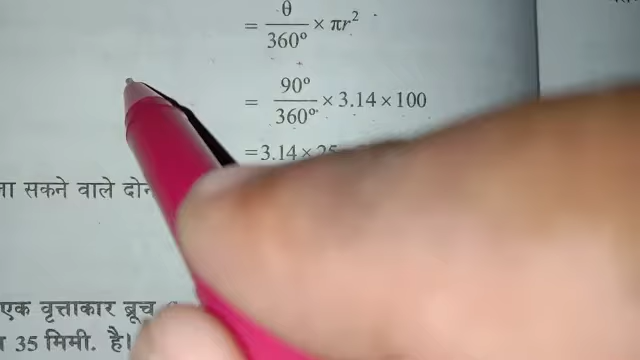 = θ/360° × πr²
= 90°/360° × 3.14 × 100
= 3.14 × 25
ना सकने वाले
एक वृत्ताकार ब्रूच
35 मिमी. है।